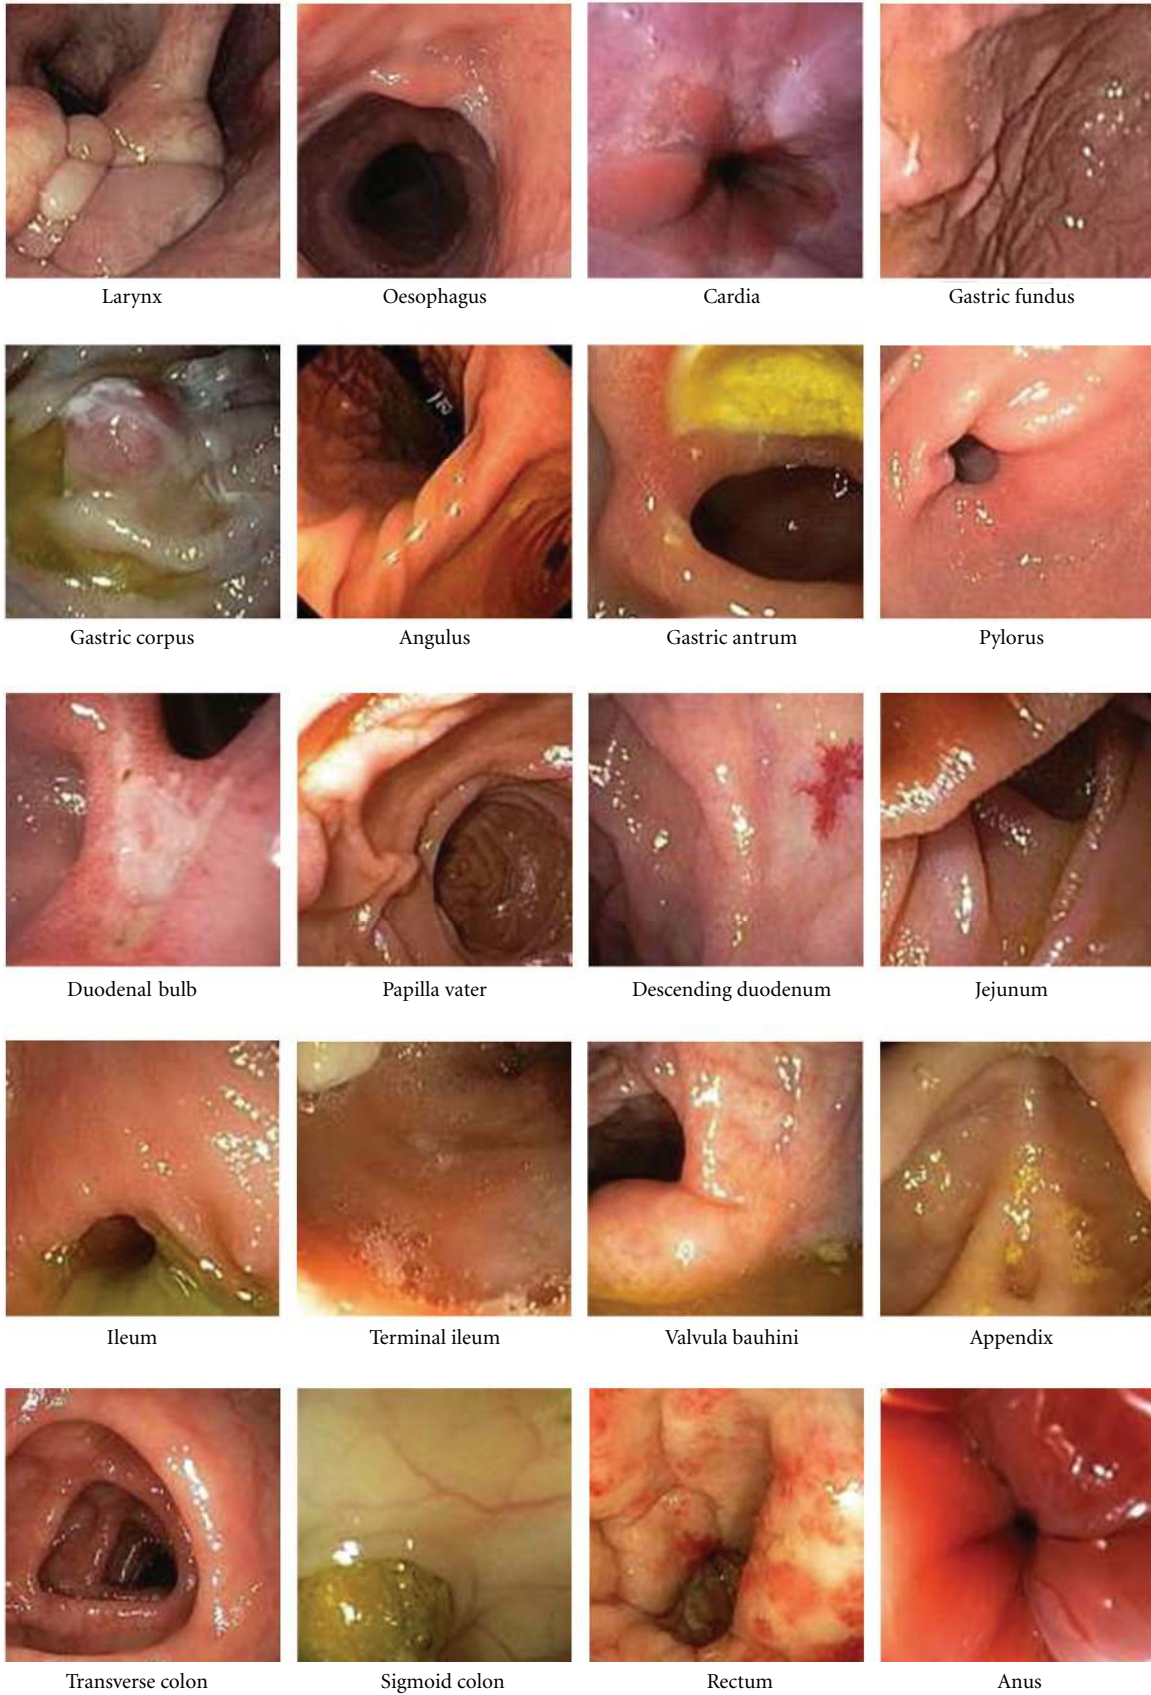 Larynx
Oesophagus
Cardia
Gastric fundus
Gastric corpus
Angulus
Gastric antrum
Pylorus
Duodenal bulb
Papilla vater
Descending duodenum
Jejunum
Ileum
Terminal ileum
Valvula bauhini
Appendix
Transverse colon
Sigmoid colon
Rectum
Anus